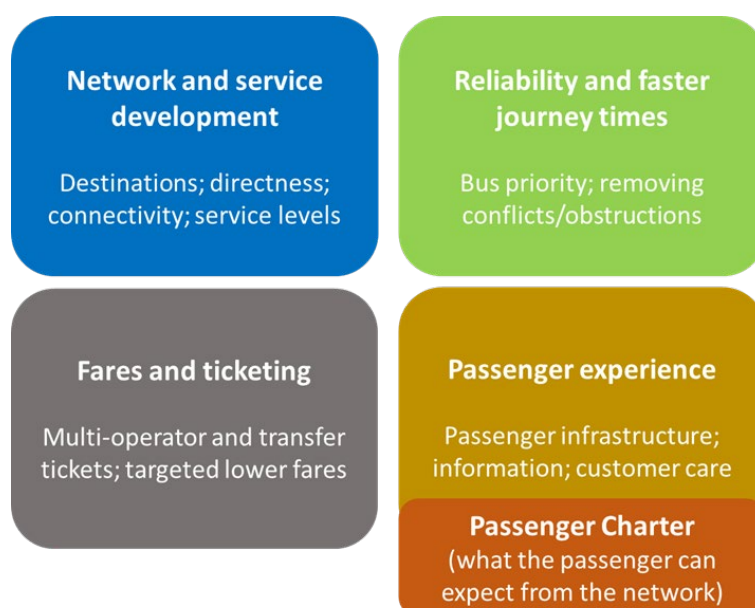 Network and service
development
Destinations; directness;
connectivity; service levels
Reliability and faster
journey times
Bus priority; removing
conflicts/obstructions
Fares and ticketing
Multi-operator and transfer
tickets; targeted lower fares
Passenger experience
Passenger infrastructure;
information; customer care
Passenger Charter
(what the passenger can
expect from the network)